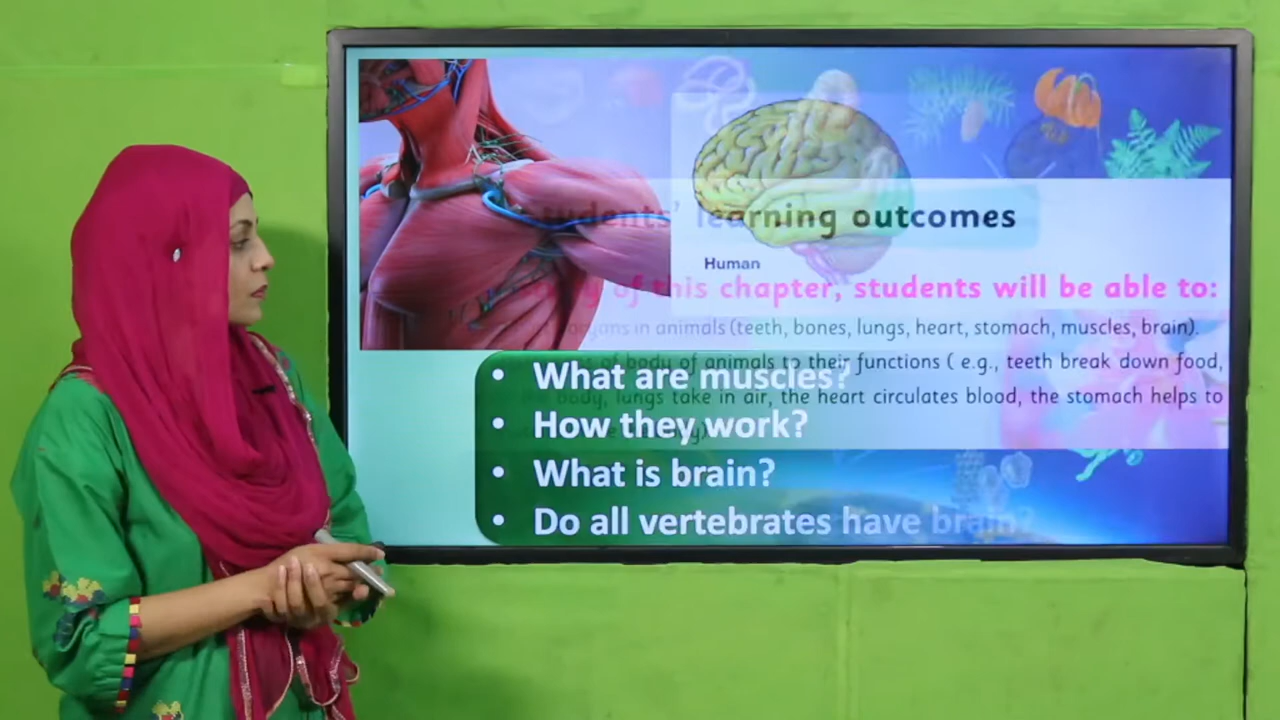 Students' learning outcomes
Human
of this chapter, students will be able to:
in animals (teeth, bones, lungs, heart, stomach, muscles, brain).
of body of animals to their functions ( e.g., teeth break down food,
• What are muscles?
body, lungs take in air, the heart circulates blood, the stomach helps to
• How they work?
• What is brain?
• Do all vertebrates have brain?